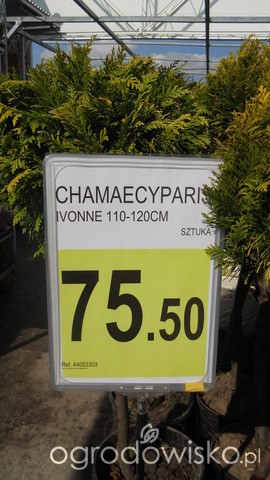 CHAMAECYPARIS
IVONNE 110-120CM
SZTUKA
75.50
Ref. 44053303
ogrodowisko.pl